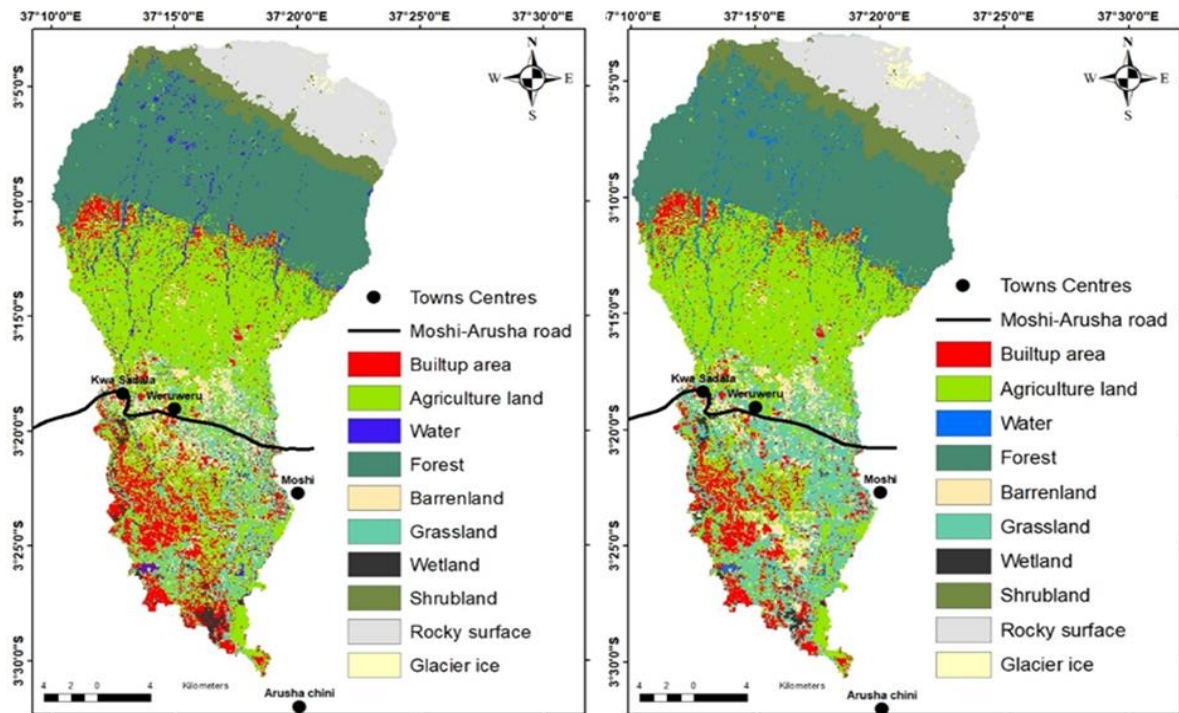 37°10'0"E 37°15'0"E 37°20'0"E 37°25'0"E 37°30'0"E
N
W E
S
3°5'0"S
3°10'0"S
3°15'0"S
3°20'0"S
3°25'0"S
3°30'0"S
Kwa Sadala
Weruweru
Moshi
Arusha chini
Towns Centres
Moshi-Arusha road
Builtup area
Agriculture land
Water
Forest
Barrenland
Grassland
Wetland
Shrubland
Rocky surface
Glacier ice
Kilometers
4 2 0 4
37°10'0"E 37°15'0"E 37°20'0"E 37°25'0"E 37°30'0"E
N
W E
S
3°5'0"S
3°10'0"S
3°15'0"S
3°20'0"S
3°25'0"S
3°30'0"S
Kwa Sadala
Weruweru
Moshi
Arusha chini
Towns Centres
Moshi-Arusha road
Builtup area
Agriculture land
Water
Forest
Barrenland
Grassland
Wetland
Shrubland
Rocky surface
Glacier ice
Kilometers
4 2 0 4